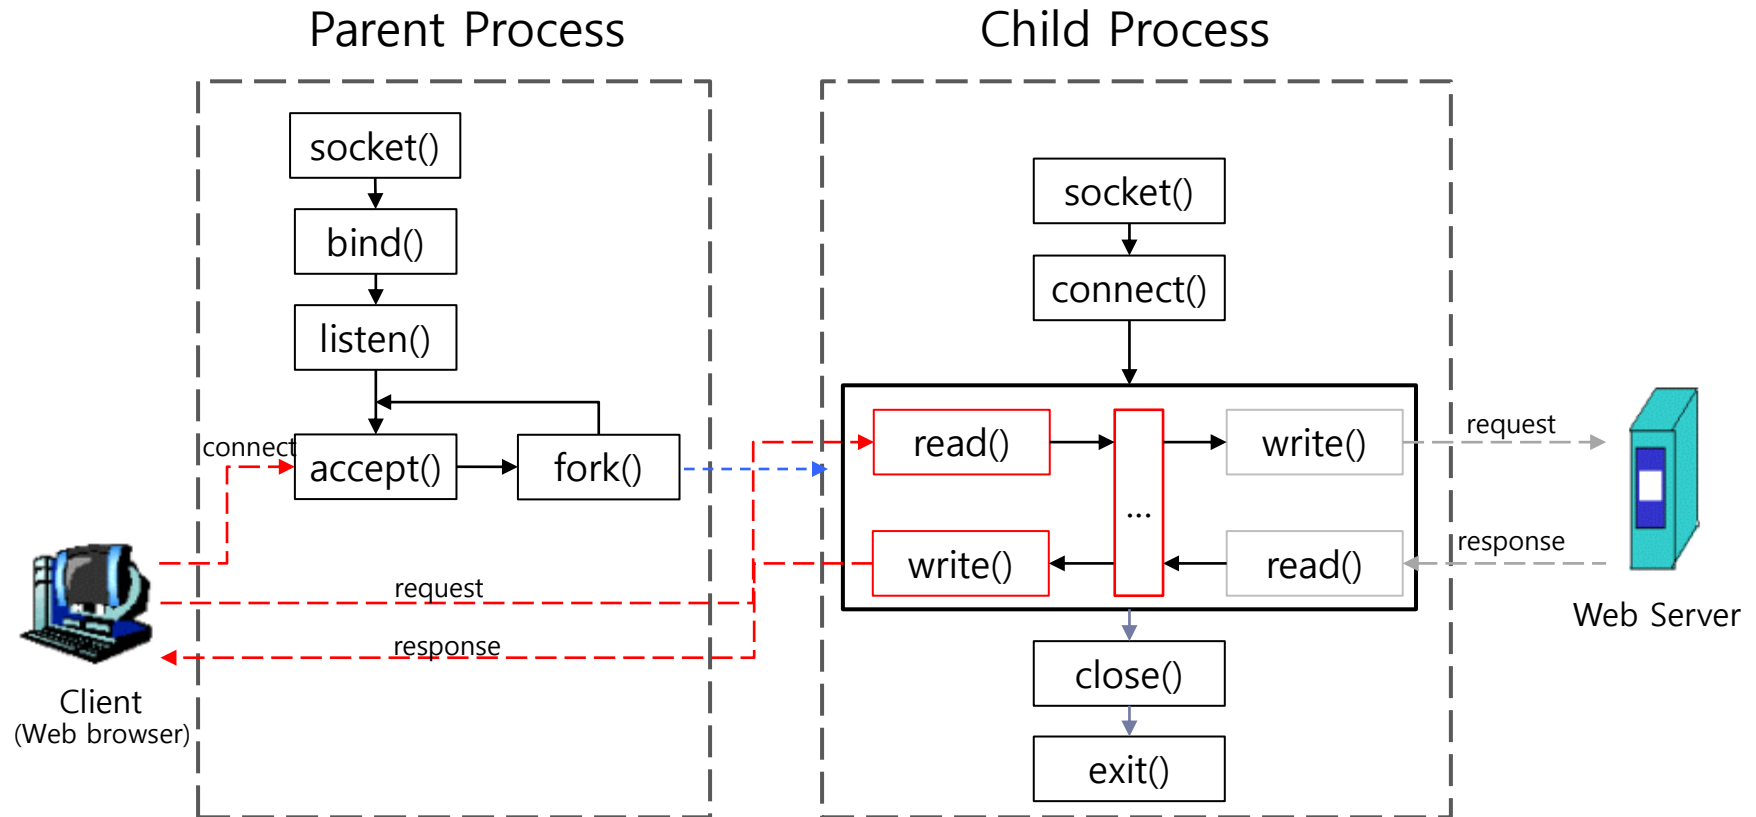 Parent Process
Child Process
socket()
bind()
listen()
accept()
fork()
connect
request
response
Client
(Web browser)
socket()
connect()
read()
...
write()
write()
read()
close()
exit()
request
response
Web Server